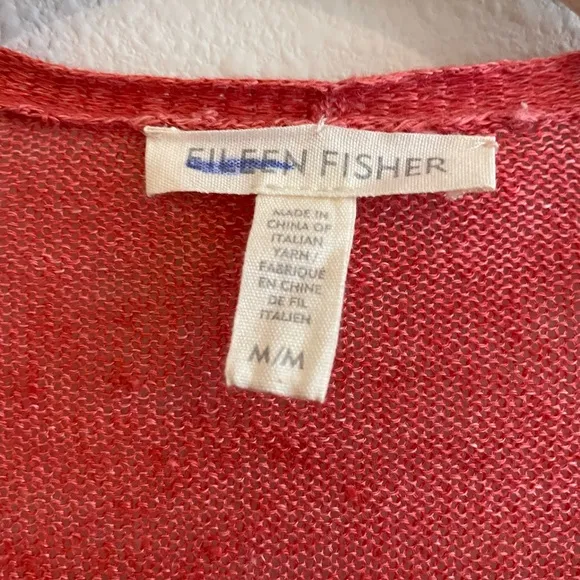 EILEEN FISHER
MADE IN
CHINA OF
ITALIAN
YARN /
FABRIQUÉ
EN CHINE
DE FIL
ITALIEN
M/M